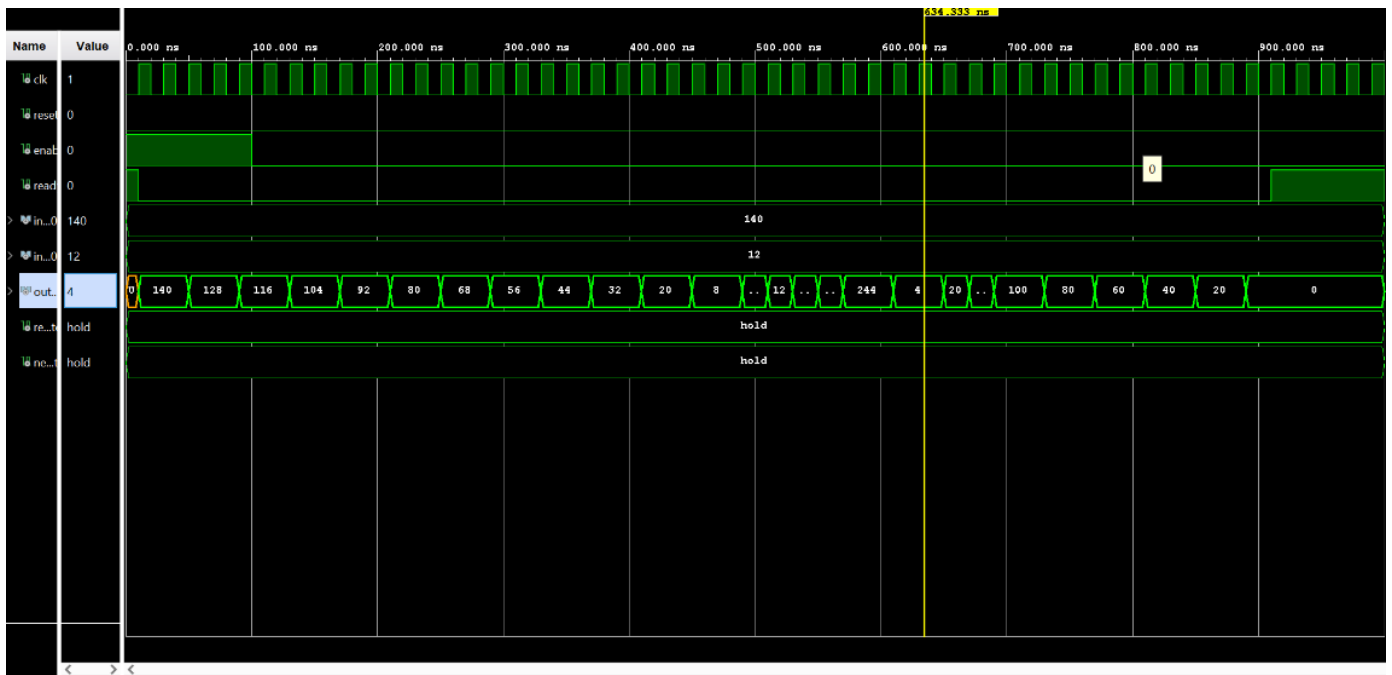 634.333 ns
Name Value
0.000 ns 100.000 ns 200.000 ns 300.000 ns 400.000 ns 500.000 ns 600.000 ns 700.000 ns 800.000 ns 900.000 ns
clk 1
reset 0
enab 0
0
read 0
in...0 140 140
in...0 12 12
out.. 4 0 140 128 116 104 92 80 68 56 44 32 20 8 .. 12 .. .. 244 4 20 .. 100 80 60 40 20 0
re...t hold hold
ne...t hold hold